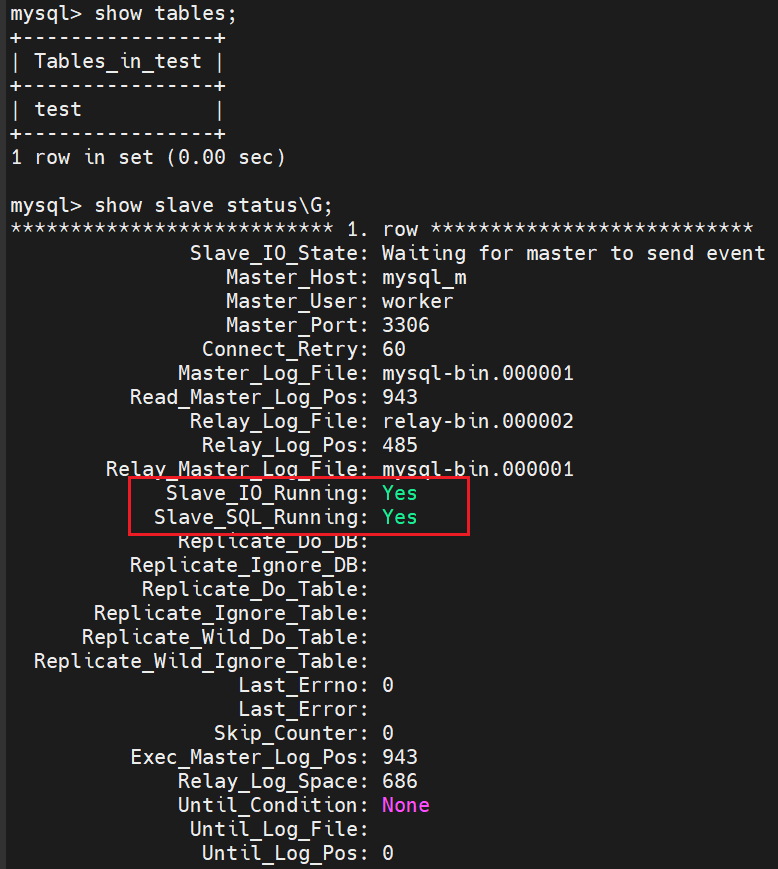 mysql> show tables;
+----------------+
| Tables_in_test |
+----------------+
| test           |
+----------------+
1 row in set (0.00 sec)

mysql> show slave status\G;
*************************** 1. row ***************************
               Slave_IO_State: Waiting for master to send event
                  Master_Host: mysql_m
                  Master_User: worker
                  Master_Port: 3306
                Connect_Retry: 60
              Master_Log_File: mysql-bin.000001
          Read_Master_Log_Pos: 943
               Relay_Log_File: relay-bin.000002
                Relay_Log_Pos: 485
        Relay_Master_Log_File: mysql-bin.000001
             Slave_IO_Running: Yes
            Slave_SQL_Running: Yes
              Replicate_Do_DB:
          Replicate_Ignore_DB:
           Replicate_Do_Table:
       Replicate_Ignore_Table:
      Replicate_Wild_Do_Table:
  Replicate_Wild_Ignore_Table:
                   Last_Errno: 0
                   Last_Error:
                 Skip_Counter: 0
          Exec_Master_Log_Pos: 943
              Relay_Log_Space: 686
              Until_Condition: None
               Until_Log_File:
                Until_Log_Pos: 0